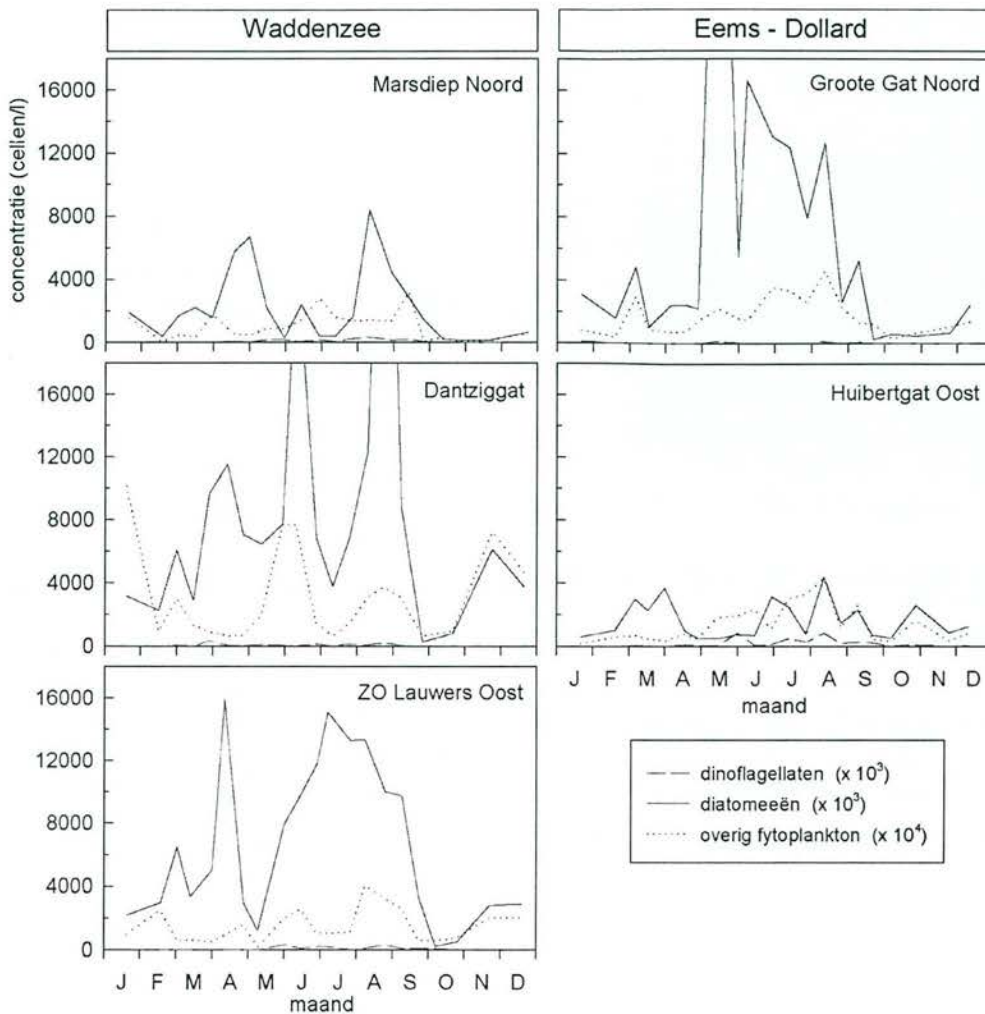 Waddenzee
Eems - Dollard
Marsdiep Noord
Groote Gat Noord
concentratie (cellen/l)
16000
12000
8000
4000
0
Dantziggat
Huibertgat Oost
16000
12000
8000
4000
0
J F M A M J J A S O N D
maand
ZO Lauwers Oost
16000
12000
8000
4000
0
J F M A M J J A S O N D
maand
dinoflagellaten (x 10³)
diatomeeën (x 10³)
overig fytoplankton (x 10⁴)